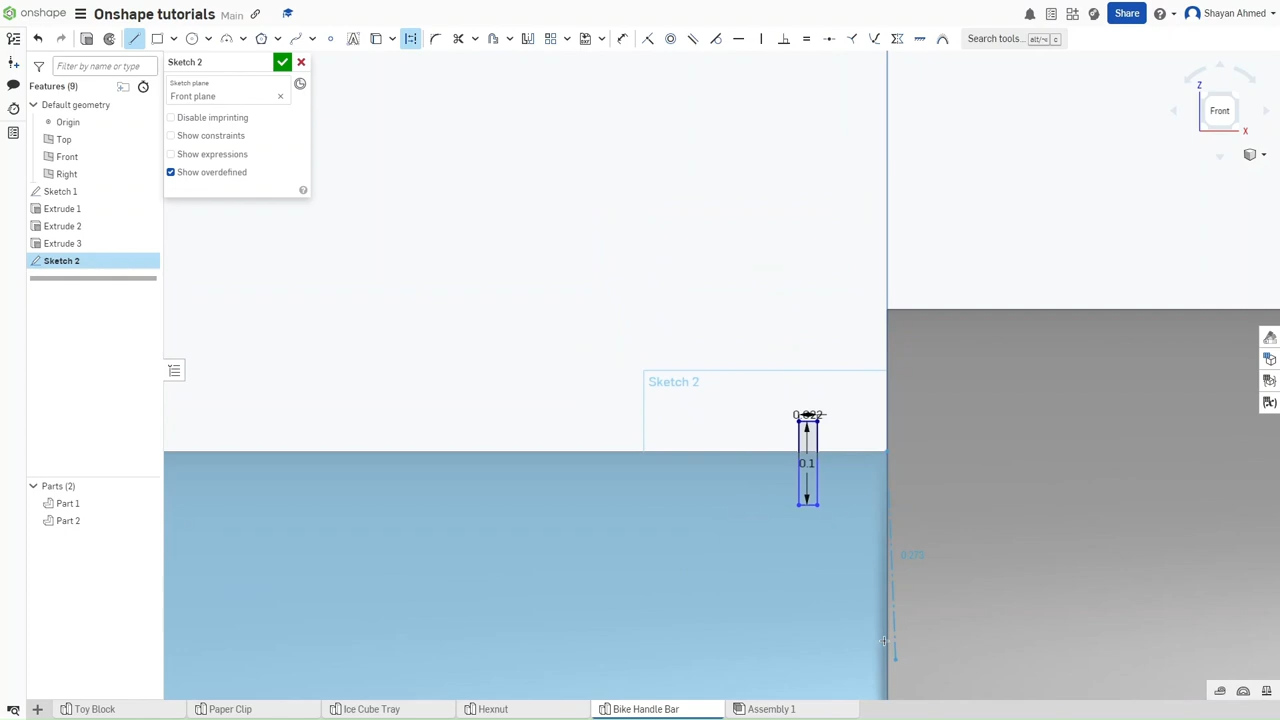 onshape
Onshape tutorials
Main
Share
Shayan Ahmed
Search tools...
alt/⌥
c
Filter by name or type
Features (9)
Default geometry
Origin
Top
Front
Right
Sketch 1
Extrude 1
Extrude 2
Extrude 3
Sketch 2
Sketch 2
Sketch plane
Front plane
Disable imprinting
Show constraints
Show expressions
Show overdefined
Z
Front
X
Sketch 2
0.1
Parts (2)
Part 1
Part 2
Toy Block
Paper Clip
Ice Cube Tray
Hexnut
Bike Handle Bar
Assembly 1